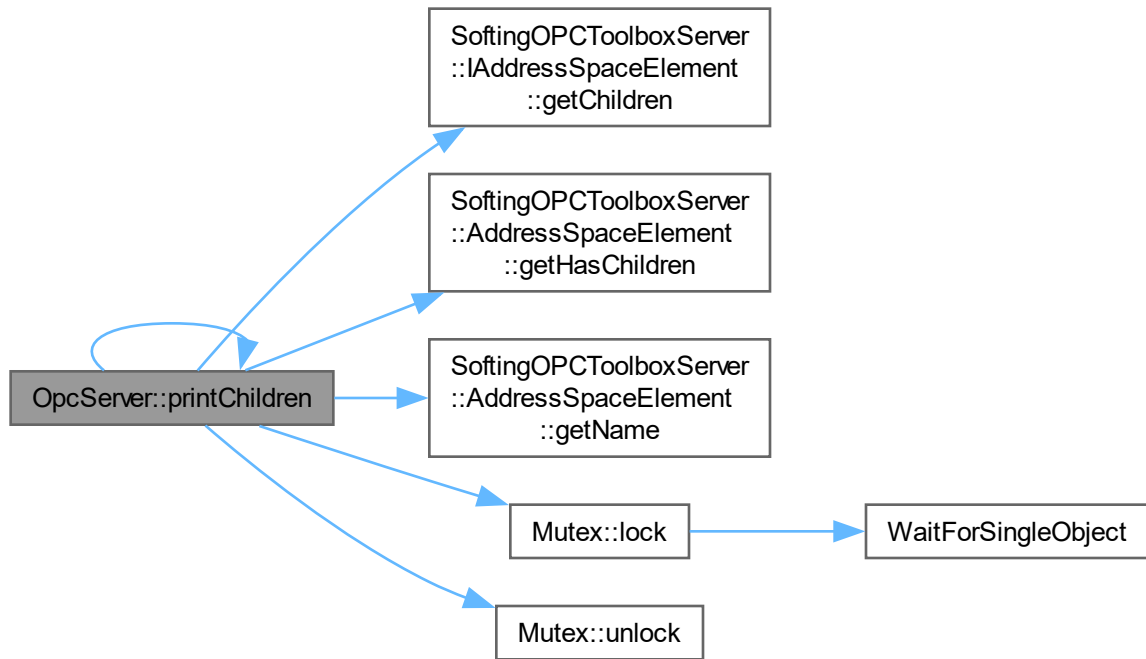 SoftingOPCToolboxServer
::IAddressSpaceElement
::getChildren
SoftingOPCToolboxServer
::AddressSpaceElement
::getHasChildren
SoftingOPCToolboxServer
::AddressSpaceElement
::getName
OpcServer::printChildren
Mutex::lock
WaitForSingleObject
Mutex::unlock